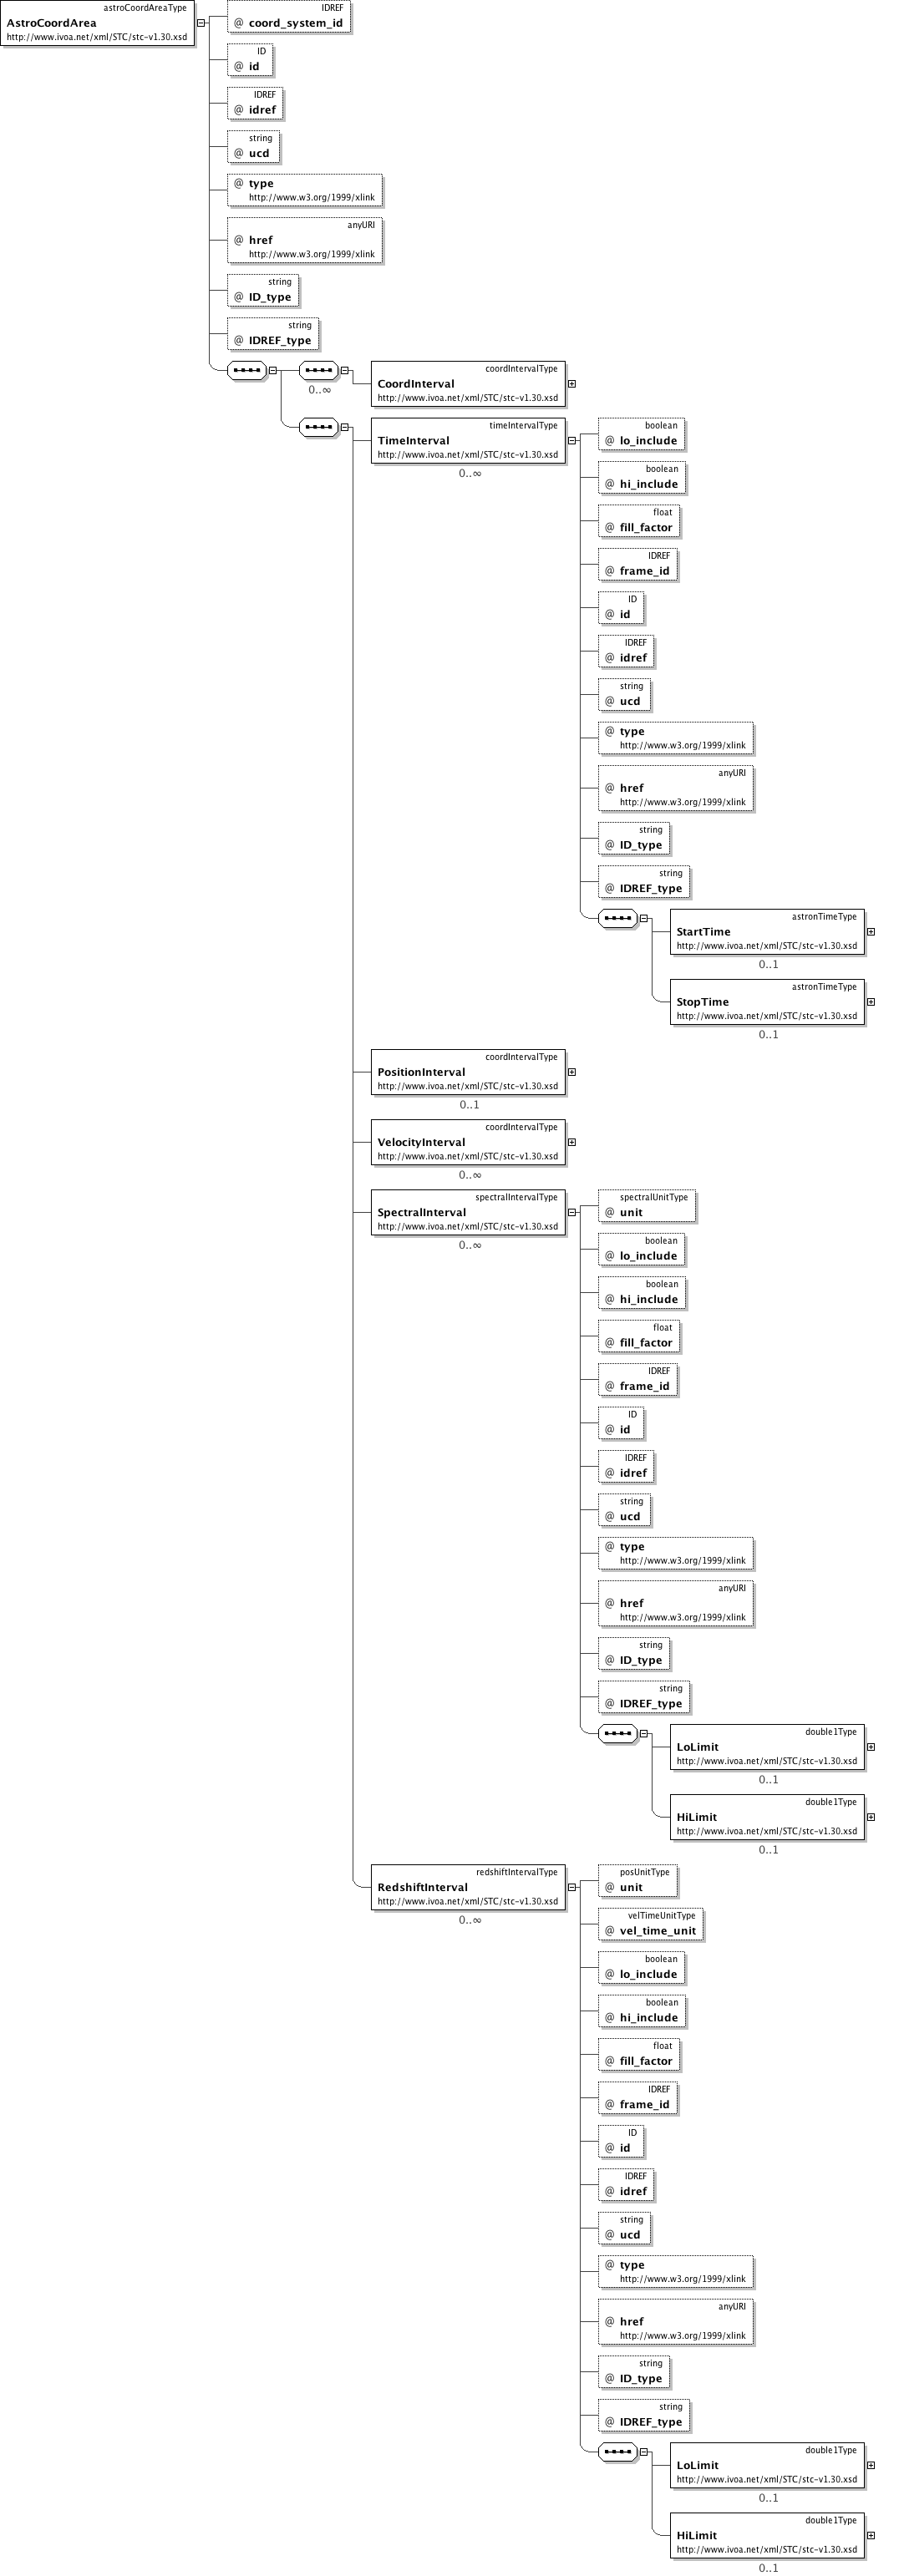 astroCoordAreaType
AstroCoordArea
http://www.ivoa.net/xml/STC/stc-v1.30.xsd
IDREF
@ coord_system_id
ID
@ id
IDREF
@ idref
string
@ ucd
@ type
http://www.w3.org/1999/xlink
anyURI
@ href
http://www.w3.org/1999/xlink
string
@ ID_type
string
@ IDREF_type
0..∞
coordIntervalType
CoordInterval
http://www.ivoa.net/xml/STC/stc-v1.30.xsd
timeIntervalType
TimeInterval
http://www.ivoa.net/xml/STC/stc-v1.30.xsd
0..∞
boolean
@ lo_include
boolean
@ hi_include
float
@ fill_factor
IDREF
@ frame_id
ID
@ id
IDREF
@ idref
string
@ ucd
@ type
http://www.w3.org/1999/xlink
anyURI
@ href
http://www.w3.org/1999/xlink
string
@ ID_type
string
@ IDREF_type
astronTimeType
StartTime
http://www.ivoa.net/xml/STC/stc-v1.30.xsd
0..1
astronTimeType
StopTime
http://www.ivoa.net/xml/STC/stc-v1.30.xsd
0..1
coordIntervalType
PositionInterval
http://www.ivoa.net/xml/STC/stc-v1.30.xsd
0..1
coordIntervalType
VelocityInterval
http://www.ivoa.net/xml/STC/stc-v1.30.xsd
0..∞
spectralIntervalType
SpectralInterval
http://www.ivoa.net/xml/STC/stc-v1.30.xsd
0..∞
spectralUnitType
@ unit
boolean
@ lo_include
boolean
@ hi_include
float
@ fill_factor
IDREF
@ frame_id
ID
@ id
IDREF
@ idref
string
@ ucd
@ type
http://www.w3.org/1999/xlink
anyURI
@ href
http://www.w3.org/1999/xlink
string
@ ID_type
string
@ IDREF_type
double1Type
LoLimit
http://www.ivoa.net/xml/STC/stc-v1.30.xsd
0..1
double1Type
HiLimit
http://www.ivoa.net/xml/STC/stc-v1.30.xsd
0..1
redshiftIntervalType
RedshiftInterval
http://www.ivoa.net/xml/STC/stc-v1.30.xsd
0..∞
posUnitType
@ unit
velTimeUnitType
@ vel_time_unit
boolean
@ lo_include
boolean
@ hi_include
float
@ fill_factor
IDREF
@ frame_id
ID
@ id
IDREF
@ idref
string
@ ucd
@ type
http://www.w3.org/1999/xlink
anyURI
@ href
http://www.w3.org/1999/xlink
string
@ ID_type
string
@ IDREF_type
double1Type
LoLimit
http://www.ivoa.net/xml/STC/stc-v1.30.xsd
0..1
double1Type
HiLimit
http://www.ivoa.net/xml/STC/stc-v1.30.xsd
0..1